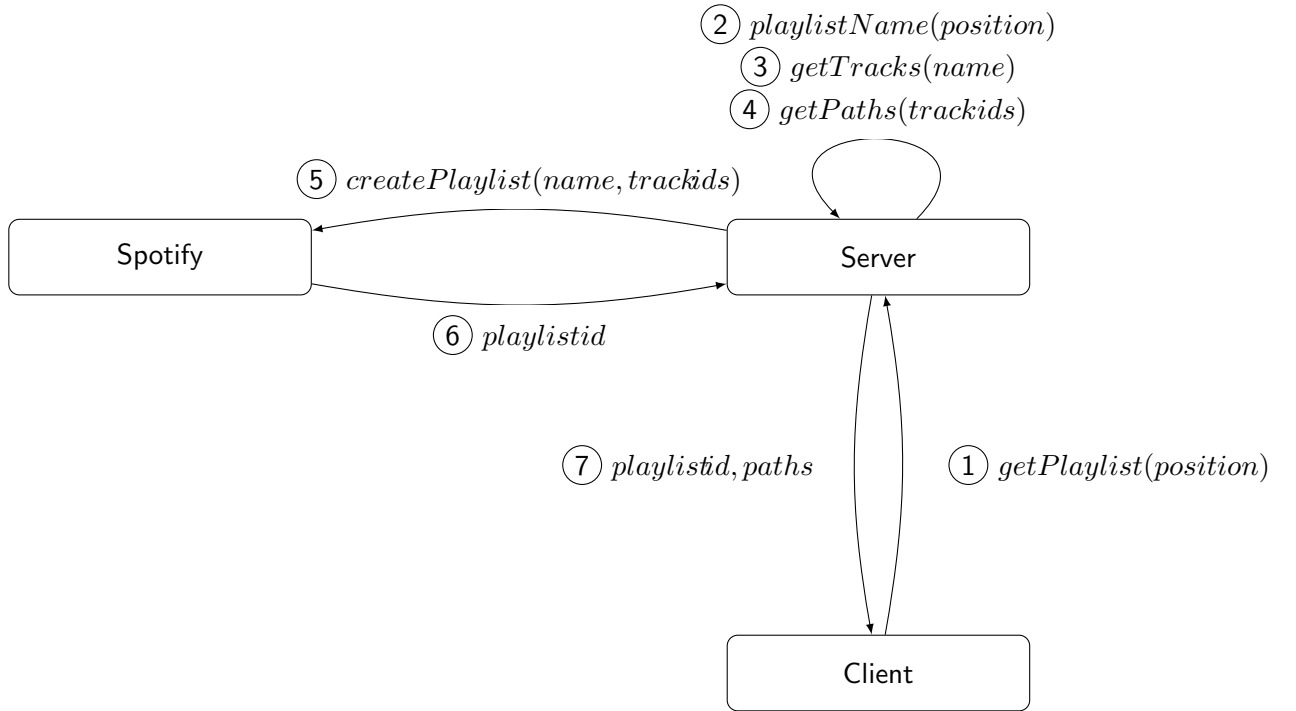 2 playlistName(position)
3 getTracks(name)
4 getPaths(trackids)
5 createPlaylist(name, trackids)
Spotify
Server
6 playlistid
7 playlistid, paths
1 getPlaylist(position)
Client